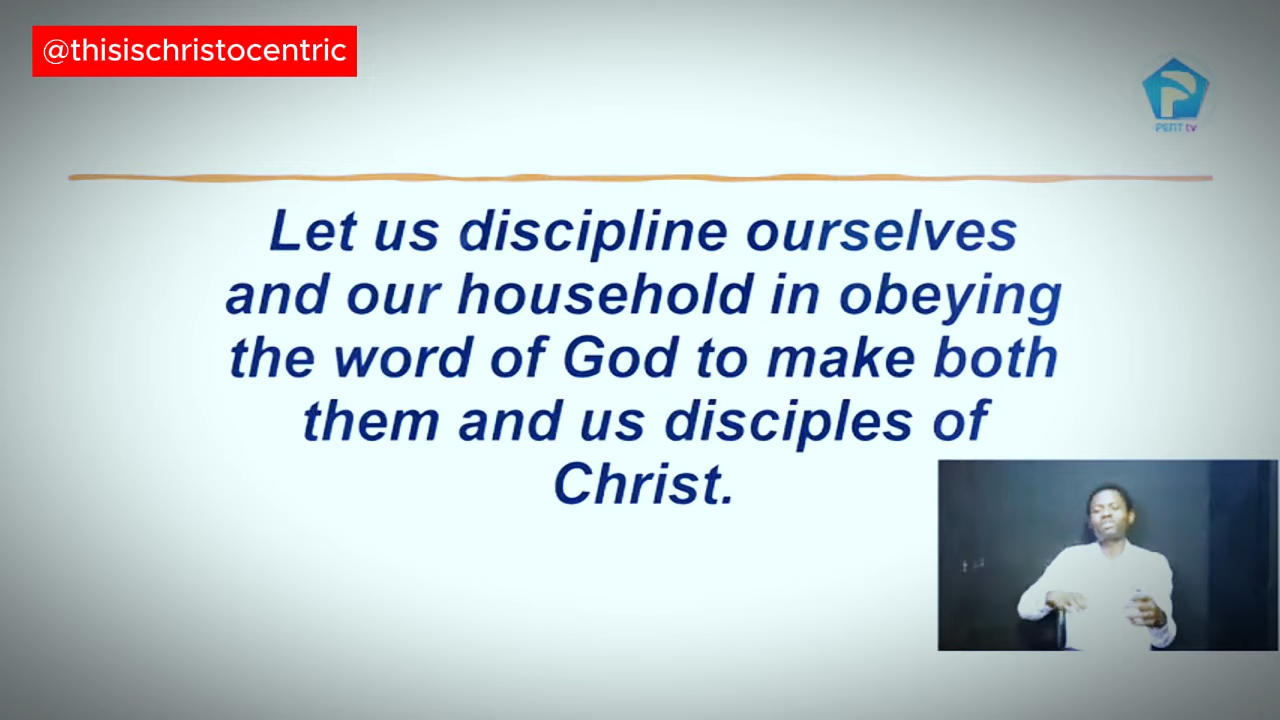 @thisischristocentric
PENT tv
Let us discipline ourselves
and our household in obeying
the word of God to make both
them and us disciples of
Christ.